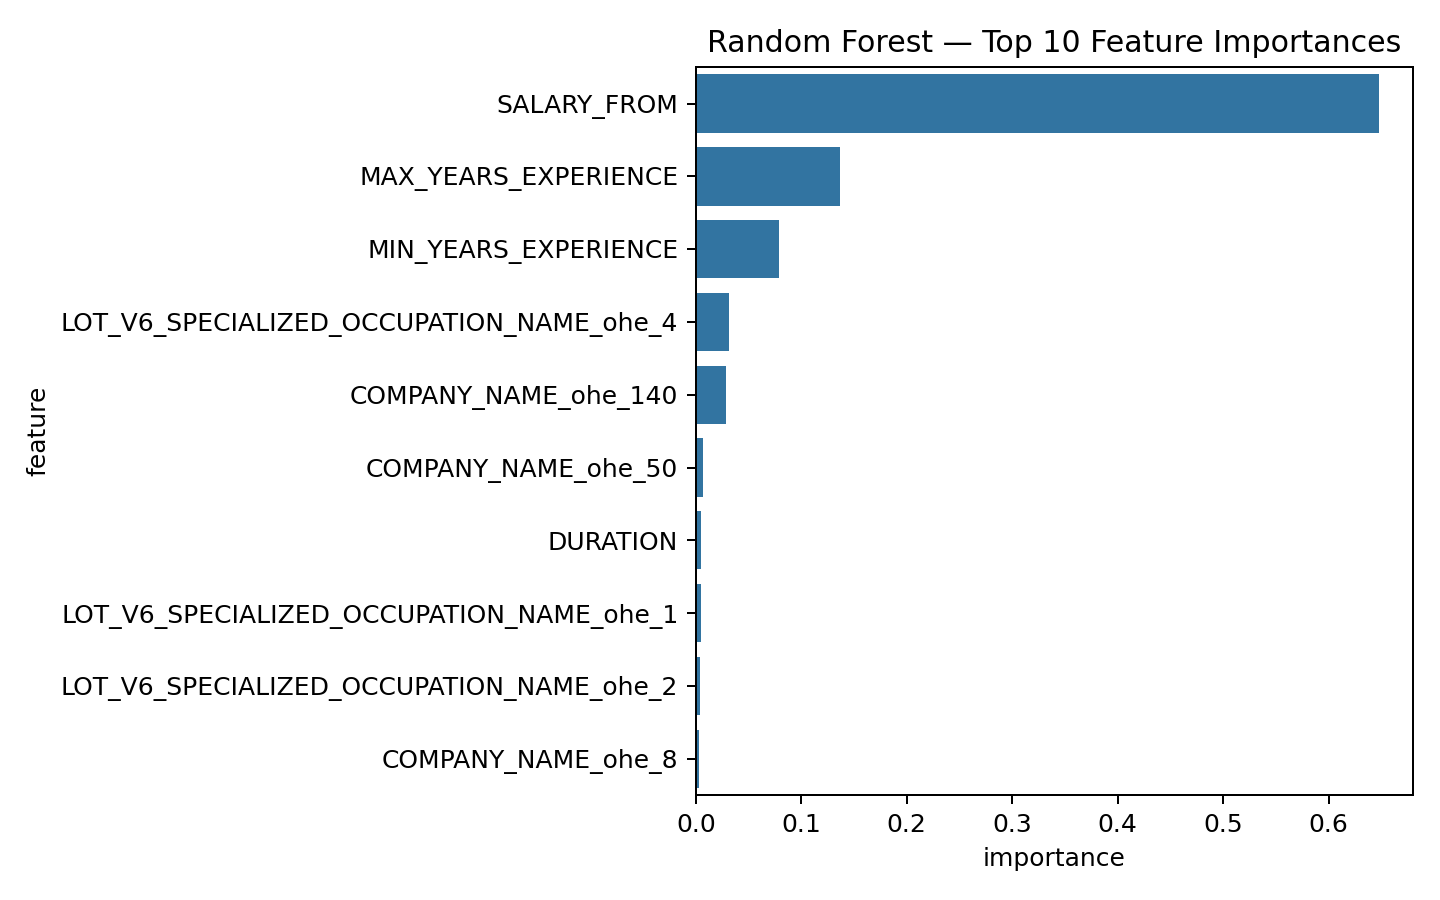 Random Forest — Top 10 Feature Importances
SALARY_FROM
MAX_YEARS_EXPERIENCE
MIN_YEARS_EXPERIENCE
LOT_V6_SPECIALIZED_OCCUPATION_NAME_ohe_4
COMPANY_NAME_ohe_140
COMPANY_NAME_ohe_50
DURATION
LOT_V6_SPECIALIZED_OCCUPATION_NAME_ohe_1
LOT_V6_SPECIALIZED_OCCUPATION_NAME_ohe_2
COMPANY_NAME_ohe_8
feature
0.0 0.1 0.2 0.3 0.4 0.5 0.6
importance